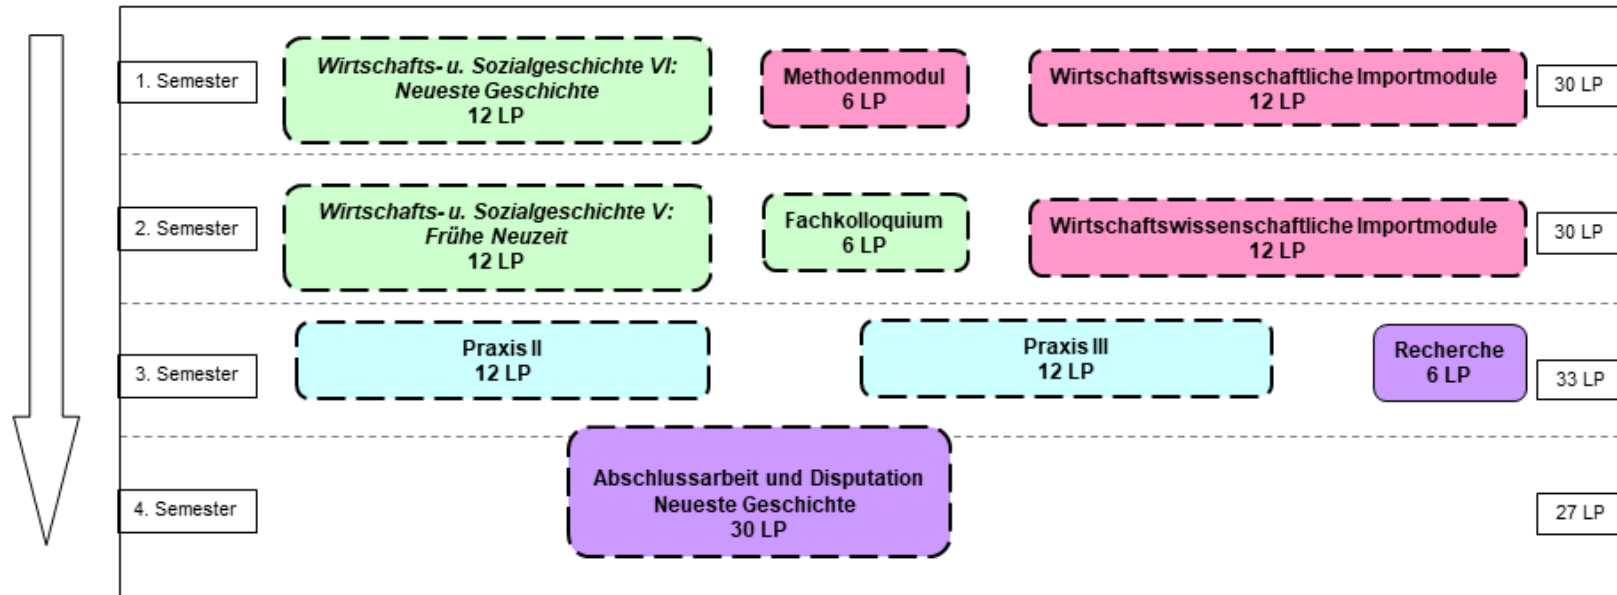 1. Semester
Wirtschafts- u. Sozialgeschichte VI:
Neueste Geschichte
12 LP
Methodenmodul
6 LP
Wirtschaftswissenschaftliche Importmodule
12 LP
30 LP
2. Semester
Wirtschafts- u. Sozialgeschichte V:
Frühe Neuzeit
12 LP
Fachkolloquium
6 LP
Wirtschaftswissenschaftliche Importmodule
12 LP
30 LP
3. Semester
Praxis II
12 LP
Praxis III
12 LP
Recherche
6 LP
33 LP
4. Semester
Abschlussarbeit und Disputation
Neueste Geschichte
30 LP
27 LP